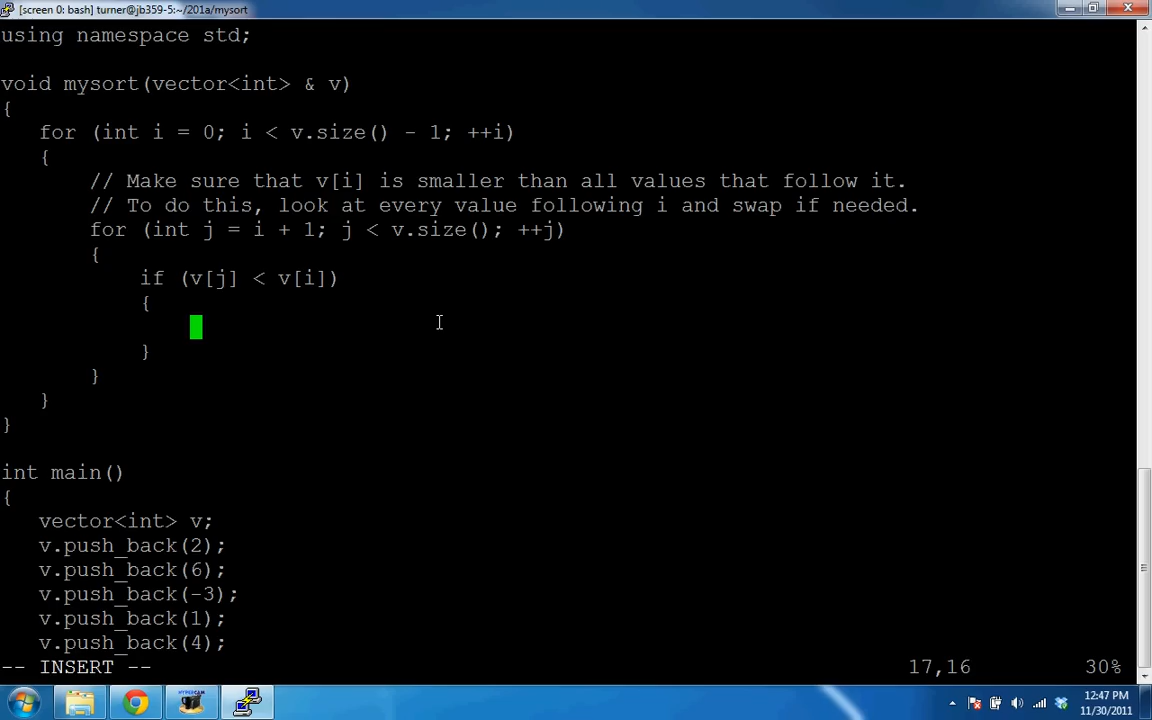 [screen 0: bash] turner@jb359-5:~/201a/mysort
using namespace std;
void mysort(vector<int> & v)
{
for (int i = 0; i < v.size() - 1; ++i)
{
// Make sure that v[i] is smaller than all values that follow it.
// To do this, look at every value following i and swap if needed.
for (int j = i + 1; j < v.size(); ++j)
{
if (v[j] < v[i])
{
}
}
}
}
int main()
{
vector<int> v;
v.push_back(2);
v.push_back(6);
v.push_back(-3);
v.push_back(1);
v.push_back(4);
-- INSERT -- 17,16 30%
HYPERCAM
12:47 PM
11/30/2011